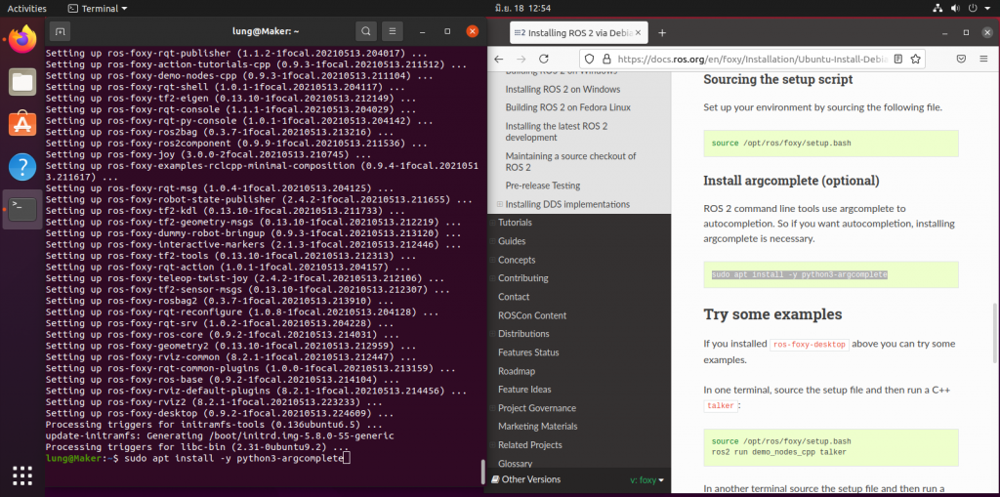 Activities
Terminal
มิ.ย. 18 12:54
lung@Maker: ~
Setting up ros-foxy-rqt-publisher (1.1.2-1focal.20210513.204017) ...
Setting up ros-foxy-action-tutorials-cpp (0.9.3-1focal.20210513.211512) ...
Setting up ros-foxy-demo-nodes-cpp (0.9.3-1focal.20210513.211104) ...
Setting up ros-foxy-rqt-shell (1.0.1-1focal.20210513.204117) ...
Setting up ros-foxy-tf2-eigen (0.13.10-1focal.20210513.212149) ...
Setting up ros-foxy-rqt-console (1.1.1-1focal.20210513.204029) ...
Setting up ros-foxy-rqt-py-console (1.0.1-1focal.20210513.204142) ...
Setting up ros-foxy-ros2bag (0.3.7-1focal.20210513.213216) ...
Setting up ros-foxy-ros2component (0.9.9-1focal.20210513.211536) ...
Setting up ros-foxy-joy (3.0.0-2focal.20210513.210745) ...
Setting up ros-foxy-examples-rclcpp-minimal-composition (0.9.4-1focal.2021051
3.211617) ...
Setting up ros-foxy-rqt-msg (1.0.4-1focal.20210513.204125) ...
Setting up ros-foxy-robot-state-publisher (2.4.2-1focal.20210513.211655) ...
Setting up ros-foxy-tf2-kdl (0.13.10-1focal.20210513.211733) ...
Setting up ros-foxy-tf2-geometry-msgs (0.13.10-1focal.20210513.212219) ...
Setting up ros-foxy-dummy-robot-bringup (0.9.3-1focal.20210513.213120) ...
Setting up ros-foxy-interactive-markers (2.1.3-1focal.20210513.212446) ...
Setting up ros-foxy-tf2-tools (0.13.10-1focal.20210513.212313) ...
Setting up ros-foxy-rqt-action (1.0.1-1focal.20210513.204157) ...
Setting up ros-foxy-teleop-twist-joy (2.4.2-1focal.20210513.212106) ...
Setting up ros-foxy-tf2-sensor-msgs (0.13.10-1focal.20210513.212307) ...
Setting up ros-foxy-rosbag2 (0.3.7-1focal.20210513.213910) ...
Setting up ros-foxy-rqt-reconfigure (1.0.8-1focal.20210513.204128) ...
Setting up ros-foxy-rqt-srv (1.0.2-1focal.20210513.204228) ...
Setting up ros-foxy-ros-core (0.9.2-1focal.20210513.214031) ...
Setting up ros-foxy-geometry2 (0.13.10-1focal.20210513.212959) ...
Setting up ros-foxy-rviz-common (8.2.1-1focal.20210513.212447) ...
Setting up ros-foxy-rqt-common-plugins (1.0.0-1focal.20210513.213159) ...
Setting up ros-foxy-ros-base (0.9.2-1focal.20210513.214104) ...
Setting up ros-foxy-rviz-default-plugins (8.2.1-1focal.20210513.214456) ...
Setting up ros-foxy-rviz2 (8.2.1-1focal.20210513.223233) ...
Setting up ros-foxy-desktop (0.9.2-1focal.20210513.224609) ...
Processing triggers for initramfs-tools (0.136ubuntu6.5) ...
update-initramfs: Generating /boot/initrd.img-5.8.0-55-generic
Processing triggers for libc-bin (2.31-0ubuntu9.2) ...
lung@Maker:~$ sudo apt install -y python3-argcomplete
Installing ROS 2 via Debia
https://docs.ros.org/en/foxy/Installation/Ubuntu-Install-Debia
Building ROS 2 on Windows
Installing ROS 2 on Windows
Building ROS 2 on Fedora Linux
Installing the latest ROS 2
development
Maintaining a source checkout of
ROS 2
Pre-release Testing
Installing DDS implementations
Tutorials
Guides
Concepts
Contributing
Contact
ROSCon Content
Distributions
Features Status
Roadmap
Feature Ideas
Project Governance
Marketing Materials
Related Projects
Glossary
Other Versions
v: foxy
Sourcing the setup script
Set up your environment by sourcing the following file.
source /opt/ros/foxy/setup.bash
Install argcomplete (optional)
ROS 2 command line tools use argcomplete to
autocompletion. So if you want autocompletion, installing
argcomplete is necessary.
sudo apt install -y python3-argcomplete
Try some examples
If you installed ros-foxy-desktop above you can try some
examples.
In one terminal, source the setup file and then run a C++
talker :
source /opt/ros/foxy/setup.bash
ros2 run demo_nodes_cpp talker
In another terminal source the setup file and then run a